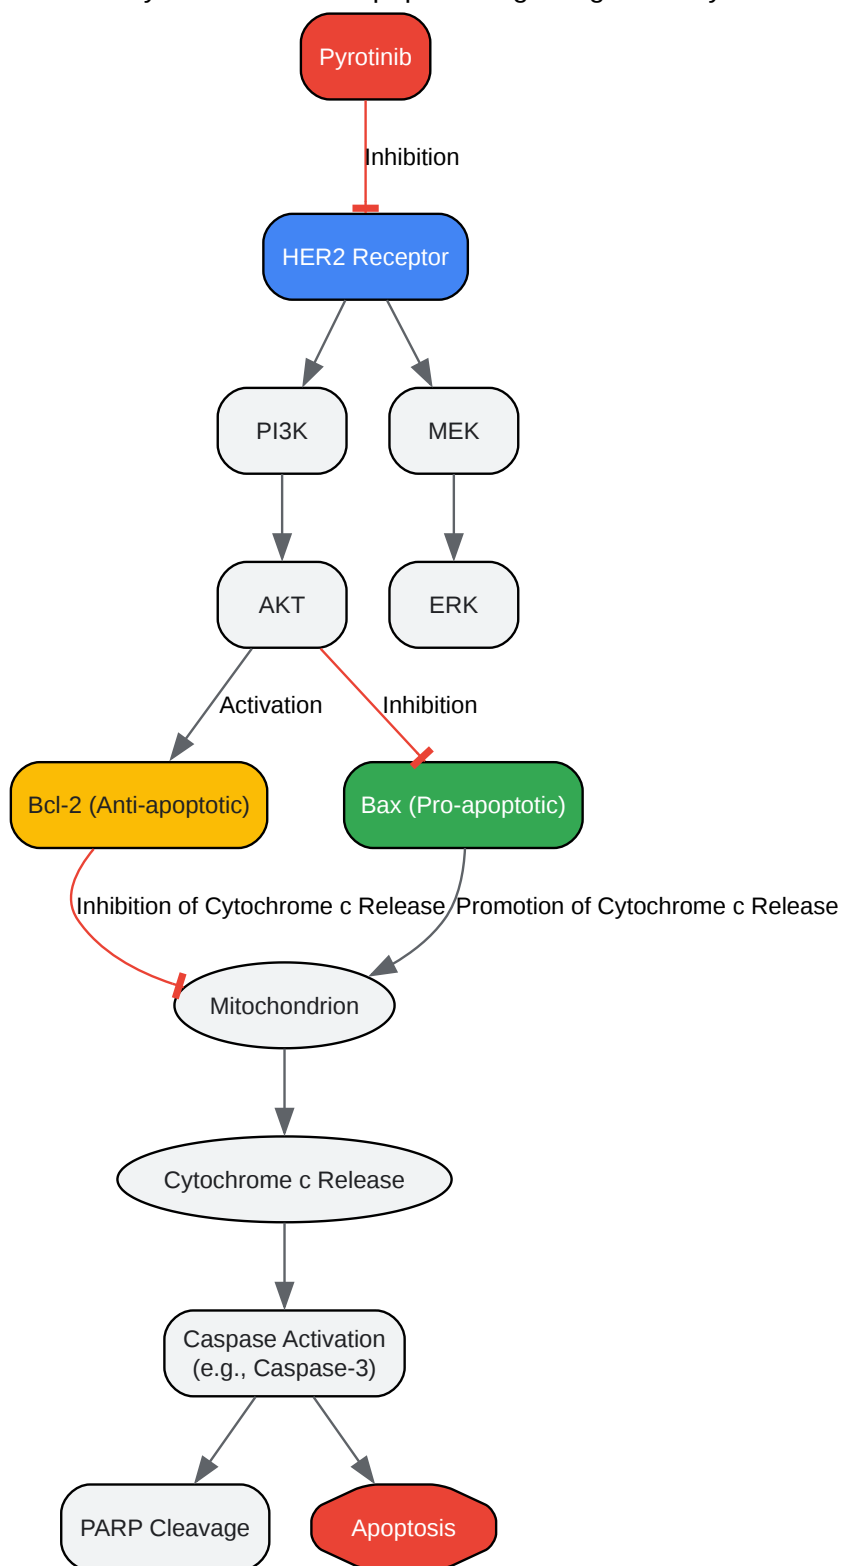 Pyrotinib
Inhibition
HER2 Receptor
PI3K
MEK
AKT
ERK
Activation
Inhibition
Bcl-2 (Anti-apoptotic)
Bax (Pro-apoptotic)
Inhibition of Cytochrome c Release
Promotion of Cytochrome c Release
Mitochondrion
Cytochrome c Release
Caspase Activation
(e.g., Caspase-3)
PARP Cleavage
Apoptosis